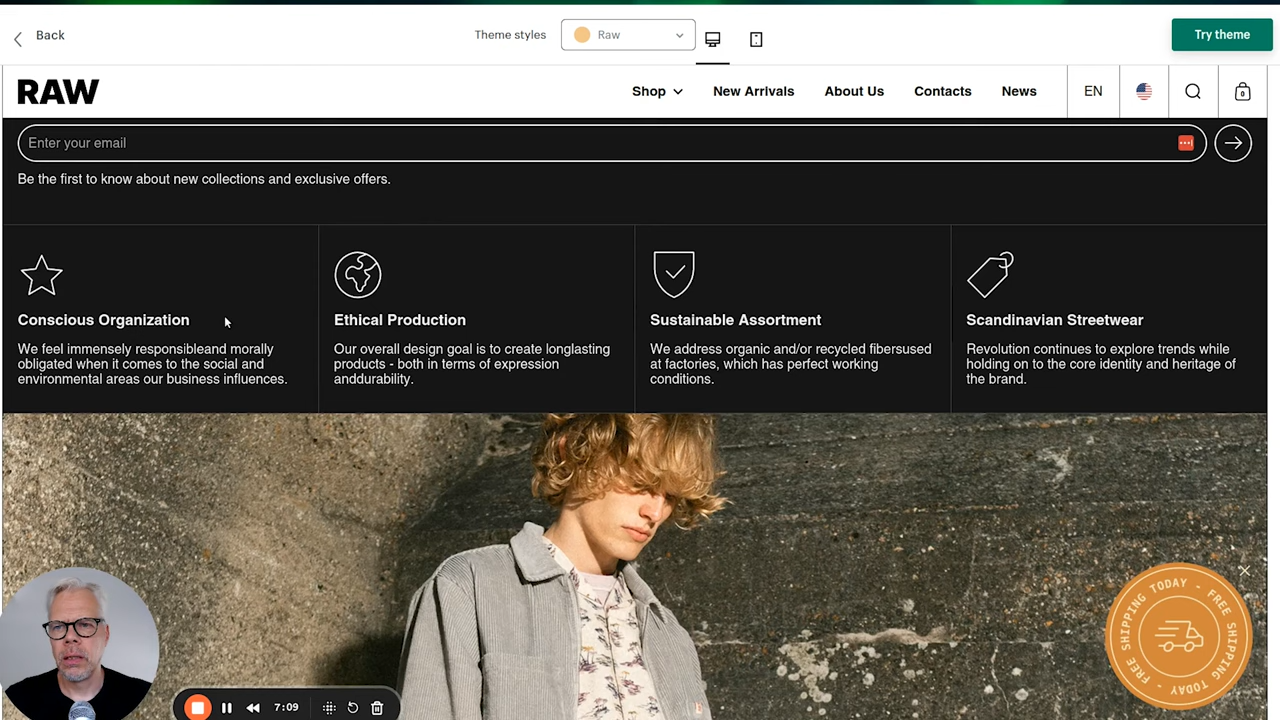 Back
Theme styles
Raw
Try theme
RAW
Shop
New Arrivals
About Us
Contacts
News
EN
0
Enter your email
Be the first to know about new collections and exclusive offers.
Conscious Organization
We feel immensely responsibleand morally
obligated when it comes to the social and
environmental areas our business influences.
Ethical Production
Our overall design goal is to create longlasting
products - both in terms of expression
anddurability.
Sustainable Assortment
We address organic and/or recycled fibersused
at factories, which has perfect working
conditions.
Scandinavian Streetwear
Revolution continues to explore trends while
holding on to the core identity and heritage of
the brand.
FREE SHIPPING TODAY - FREE SHIPPING TODAY -
7:09